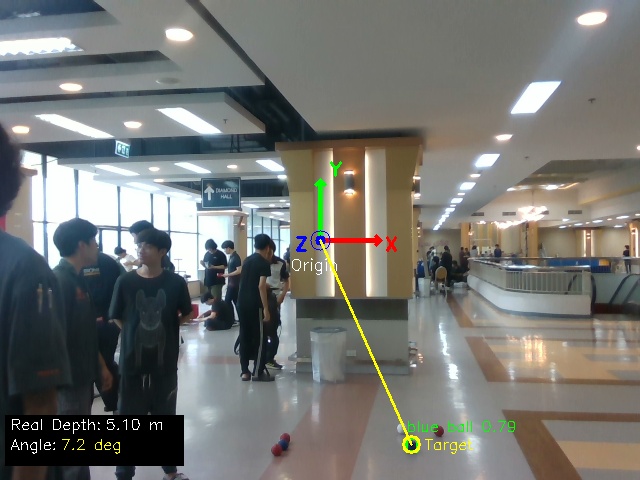 DIAMOND
HALL
Y
Z
X
Origin
blue ball 0.79
Target
Real Depth: 5.10 m
Angle: 7.2 deg